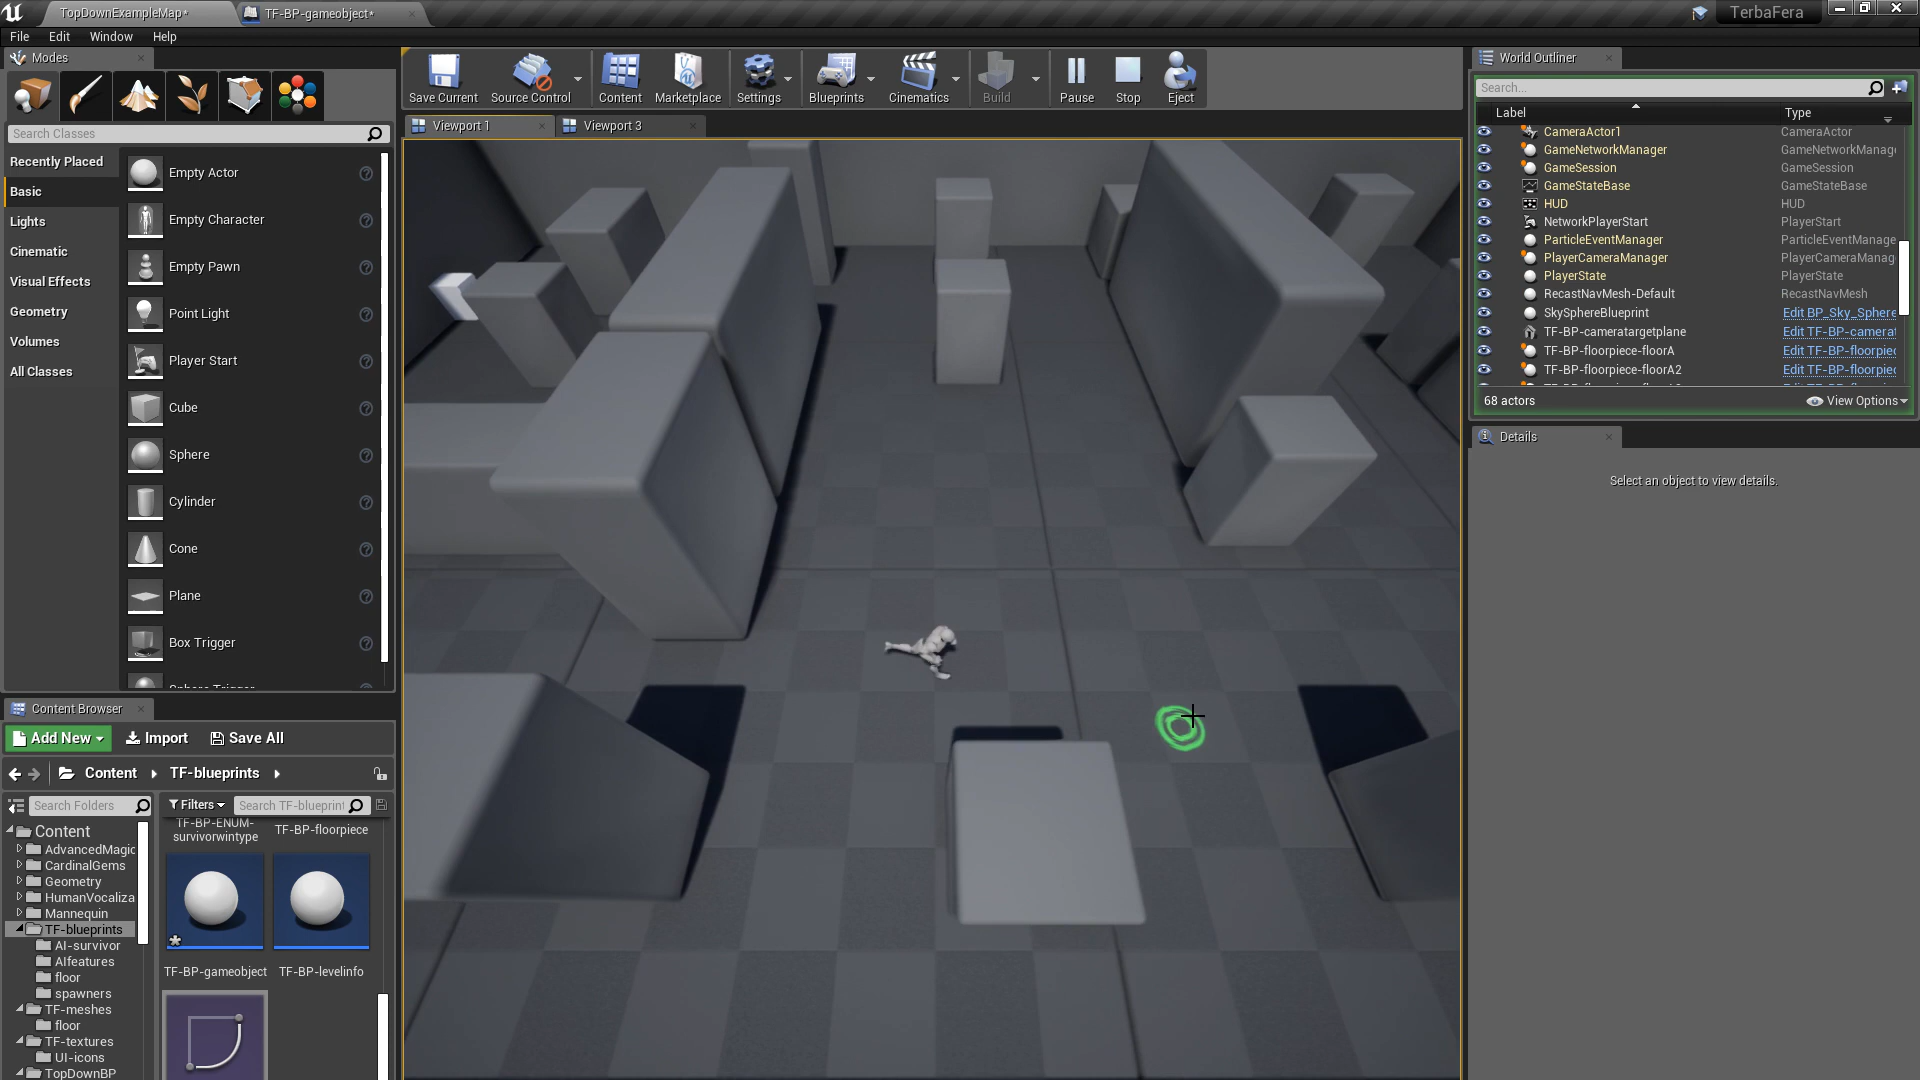 TopDownExampleMap*
TF-BP-gameobject*
TerbaFera
File Edit Window Help
Modes
Search Classes
Recently Placed
Basic
Lights
Cinematic
Visual Effects
Geometry
Volumes
All Classes
Empty Actor
Empty Character
Empty Pawn
Point Light
Player Start
Cube
Sphere
Cylinder
Cone
Plane
Box Trigger
Save Current
Source Control
Content
Marketplace
Settings
Blueprints
Cinematics
Build
Pause
Stop
Eject
Viewport 1
Viewport 3
World Outliner
Search...
Label Type
CameraActor1 CameraActor
GameNetworkManager GameNetworkManage
GameSession GameSession
GameStateBase GameStateBase
HUD HUD
NetworkPlayerStart PlayerStart
ParticleEventManager ParticleEventManage
PlayerCameraManager PlayerCameraManag
PlayerState PlayerState
RecastNavMesh-Default RecastNavMesh
SkySphereBlueprint Edit BP_Sky_Sphere
TF-BP-cameratargetplane Edit TF-BP-camerat
TF-BP-floorpiece-floorA Edit TF-BP-floorpiec
TF-BP-floorpiece-floorA2 Edit TF-BP-floorpiec
68 actors
View Options
Details
Select an object to view details.
Content Browser
Add New
Import
Save All
Content
TF-blueprints
Search Folders
Filters
Search TF-blueprint
Content
AdvancedMagic
CardinalGems
Geometry
HumanVocaliza
Mannequin
TF-blueprints
AI-survivor
AIfeatures
floor
spawners
TF-meshes
floor
TF-textures
UI-icons
TopDownBP
TF-BP-ENUM-
survivorwintype
TF-BP-floorpiece
TF-BP-gameobject
TF-BP-levelinfo